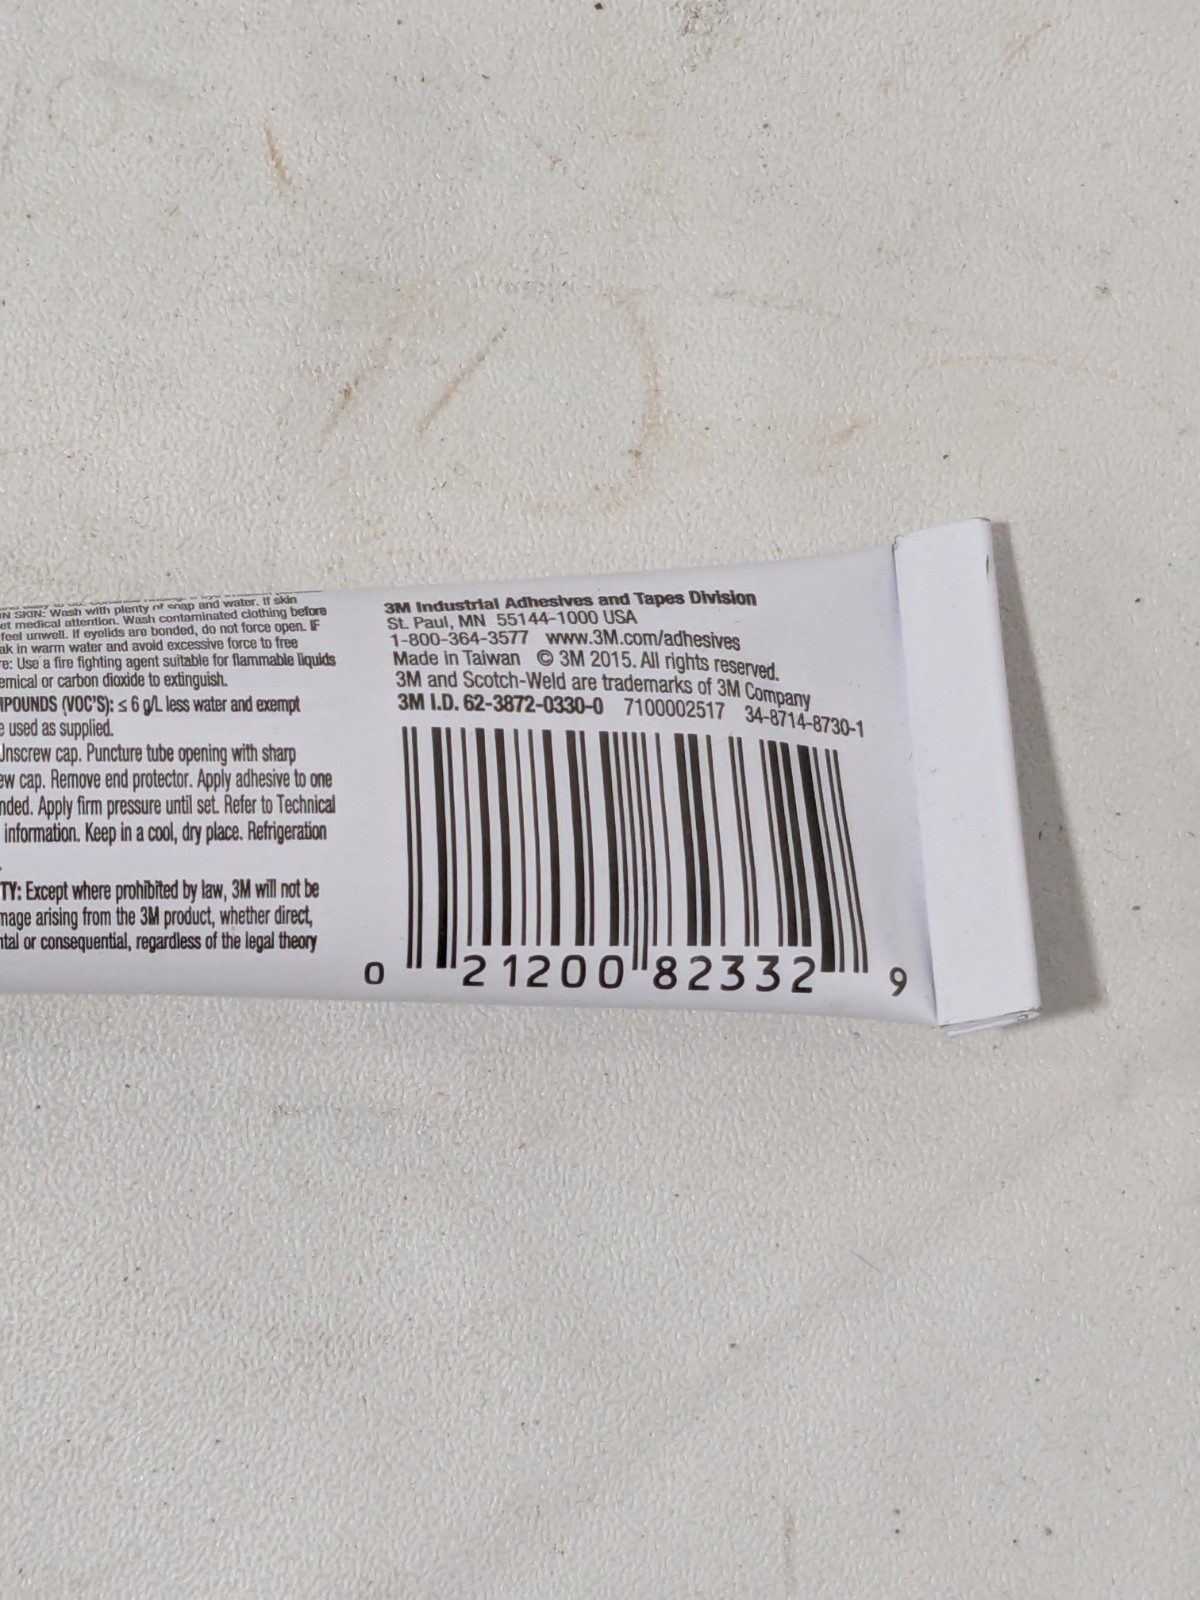 N SKIN: Wash with plenty of soap and water. If skin
et medical attention. Wash contaminated clothing before
feel unwell. If eyelids are bonded, do not force open. IF
ak in warm water and avoid excessive force to free
re: Use a fire fighting agent suitable for flammable liquids
emical or carbon dioxide to extinguish.
MPOUNDS (VOC'S): ≤ 6 g/L less water and exempt
e used as supplied.
Unscrew cap. Puncture tube opening with sharp
ew cap. Remove end protector. Apply adhesive to one
nded. Apply firm pressure until set. Refer to Technical
information. Keep in a cool, dry place. Refrigeration
TY: Except where prohibited by law, 3M will not be
mage arising from the 3M product, whether direct,
ntal or consequential, regardless of the legal theory
3M Industrial Adhesives and Tapes Division
St. Paul, MN 55144-1000 USA
1-800-364-3577 www.3M.com/adhesives
Made in Taiwan © 3M 2015. All rights reserved.
3M and Scotch-Weld are trademarks of 3M Company
3M I.D. 62-3872-0330-0 7100002517 34-8714-8730-1
0 21200 82332 9